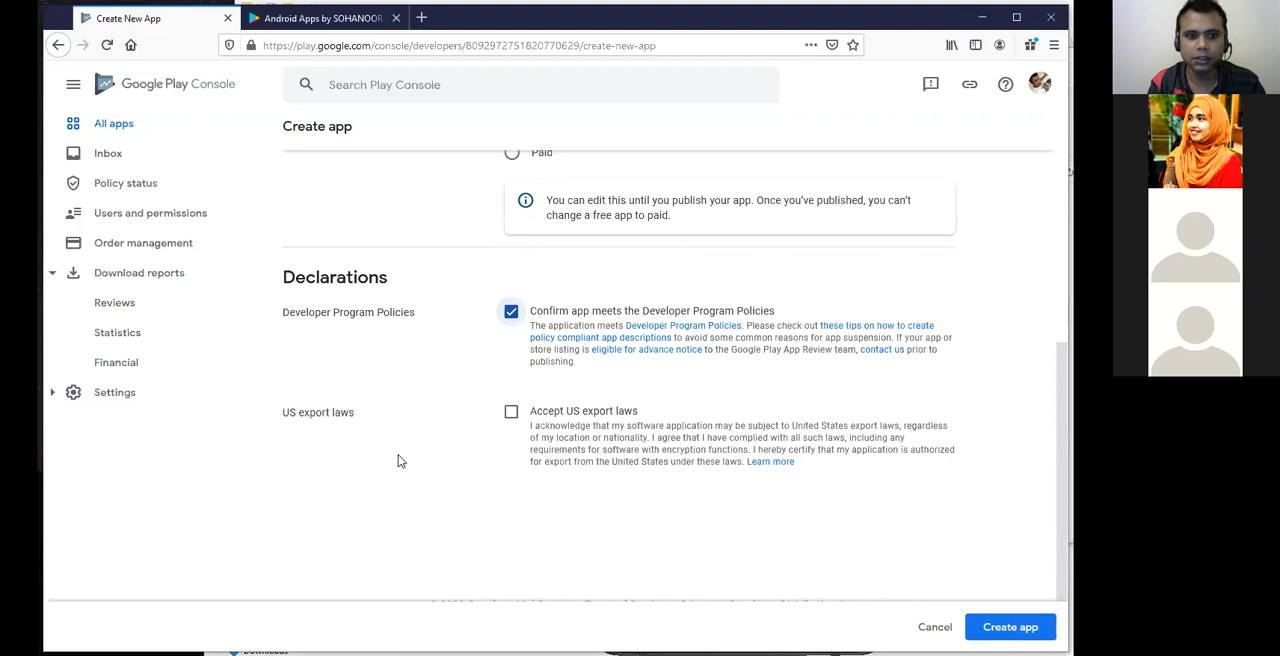 Create New App
Android Apps by SOHANOOR
https://play.google.com/console/developers/8092972751820770629/create-new-app
Google Play Console
Search Play Console
All apps
Inbox
Policy status
Users and permissions
Order management
Download reports
Reviews
Statistics
Financial
Settings
Create app
Paid
You can edit this until you publish your app. Once you've published, you can't
change a free app to paid.
Declarations
Developer Program Policies
Confirm app meets the Developer Program Policies
The application meets Developer Program Policies. Please check out these tips on how to create
policy compliant app descriptions to avoid some common reasons for app suspension. If your app or
store listing is eligible for advance notice to the Google Play App Review team, contact us prior to
publishing.
US export laws
Accept US export laws
I acknowledge that my software application may be subject to United States export laws, regardless
of my location or nationality. I agree that I have complied with all such laws, including any
requirements for software with encryption functions. I hereby certify that my application is authorized
for export from the United States under these laws. Learn more
Cancel
Create app
Downloads